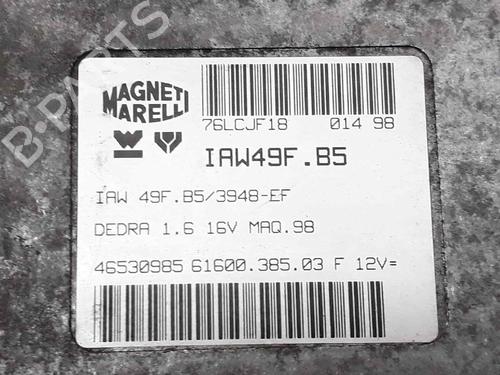 MAGNETI
MARELLI
76LCJF18 014 98
IAW49F.B5
IAW 49F.B5/3948-EF
DEDRA 1.6 16V MAQ.98
46530985 61600.385.03 F 12V=
B-PARTS